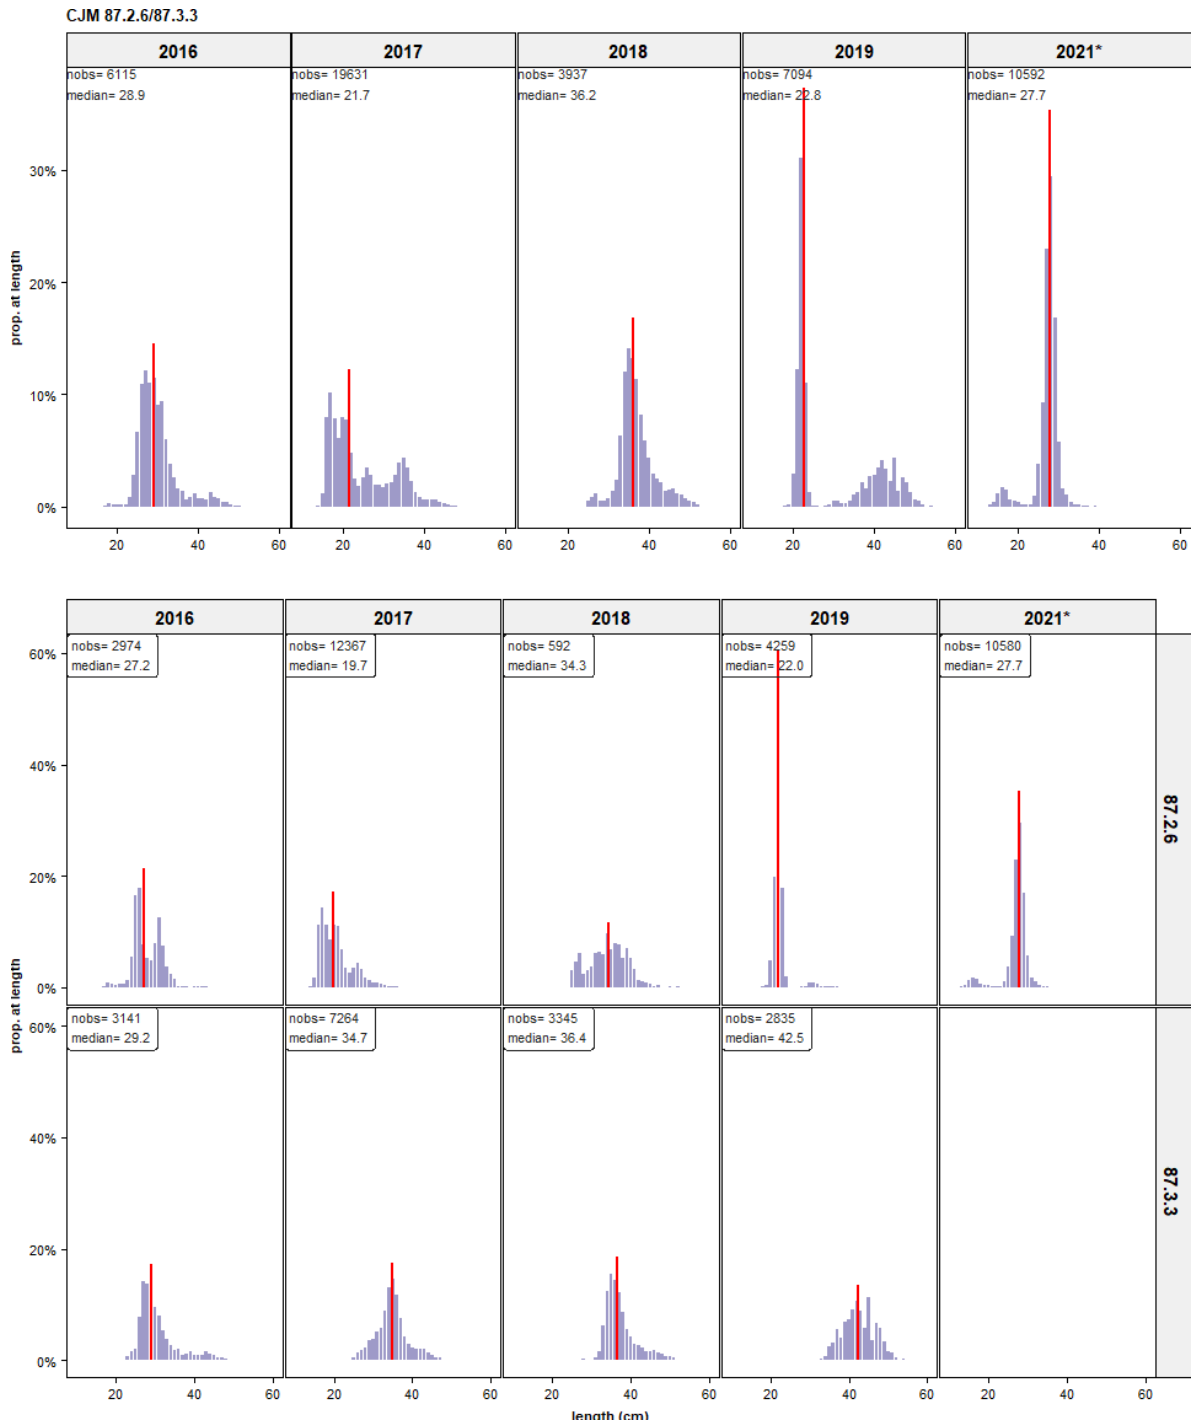 CJM 87.2.6/87.3.3
2016 2017 2018 2019 2021*
nobs= 6115 nobs= 19631 nobs= 3937 nobs= 7094 nobs= 10592
median= 28.9 median= 21.7 median= 36.2 median= 22.8 median= 27.7
30%
20%
10%
0%
prop. at length
20 40 60 20 40 60 20 40 60 20 40 60 20 40 60
2016 2017 2018 2019 2021*
nobs= 2974 nobs= 12367 nobs= 592 nobs= 4259 nobs= 10580
median= 27.2 median= 19.7 median= 34.3 median= 22.0 median= 27.7
60%
40%
20%
0%
87.2.6
prop. at length
nobs= 3141 nobs= 7264 nobs= 3345 nobs= 2835
median= 29.2 median= 34.7 median= 36.4 median= 42.5
60%
40%
20%
0%
87.3.3
20 40 60 20 40 60 20 40 60 20 40 60 20 40 60
length (cm)